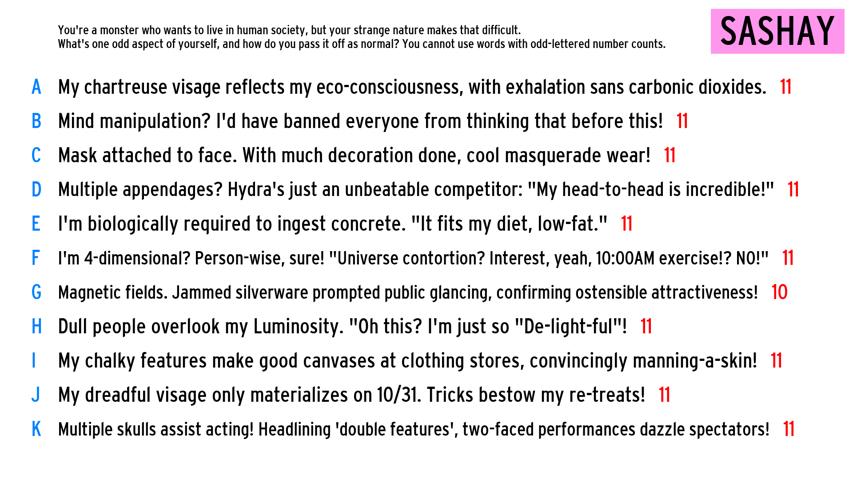 You're a monster who wants to live in human society, but your strange nature makes that difficult.
What's one odd aspect of yourself, and how do you pass it off as normal? You cannot use words with odd-lettered number counts.
SASHAY
A My chartreuse visage reflects my eco-consciousness, with exhalation sans carbonic dioxides. 11
B Mind manipulation? I'd have banned everyone from thinking that before this! 11
C Mask attached to face. With much decoration done, cool masquerade wear! 11
D Multiple appendages? Hydra's just an unbeatable competitor: "My head-to-head is incredible!" 11
E I'm biologically required to ingest concrete. "It fits my diet, low-fat." 11
F I'm 4-dimensional? Person-wise, sure! "Universe contortion? Interest, yeah, 10:00AM exercise!? NO!" 11
G Magnetic fields. Jammed silverware prompted public glancing, confirming ostensible attractiveness! 10
H Dull people overlook my Luminosity. "Oh this? I'm just so "De-light-ful"! 11
I My chalky features make good canvases at clothing stores, convincingly manning-a-skin! 11
J My dreadful visage only materializes on 10/31. Tricks bestow my re-treats! 11
K Multiple skulls assist acting! Headlining 'double features', two-faced performances dazzle spectators! 11